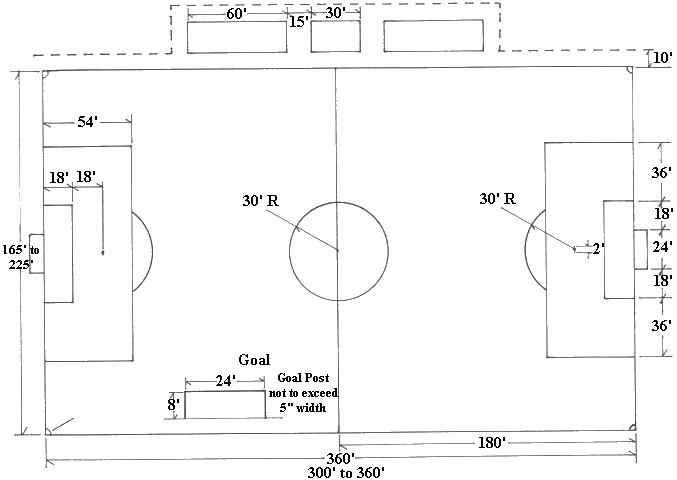 60'
15'
30'
10'
54'
36'
18'
18'
30' R
30' R
18'
165' to
225'
2'
24'
18'
36'
Goal
24'
Goal Post
not to exceed
5" width
8'
180'
360'
300' to 360'